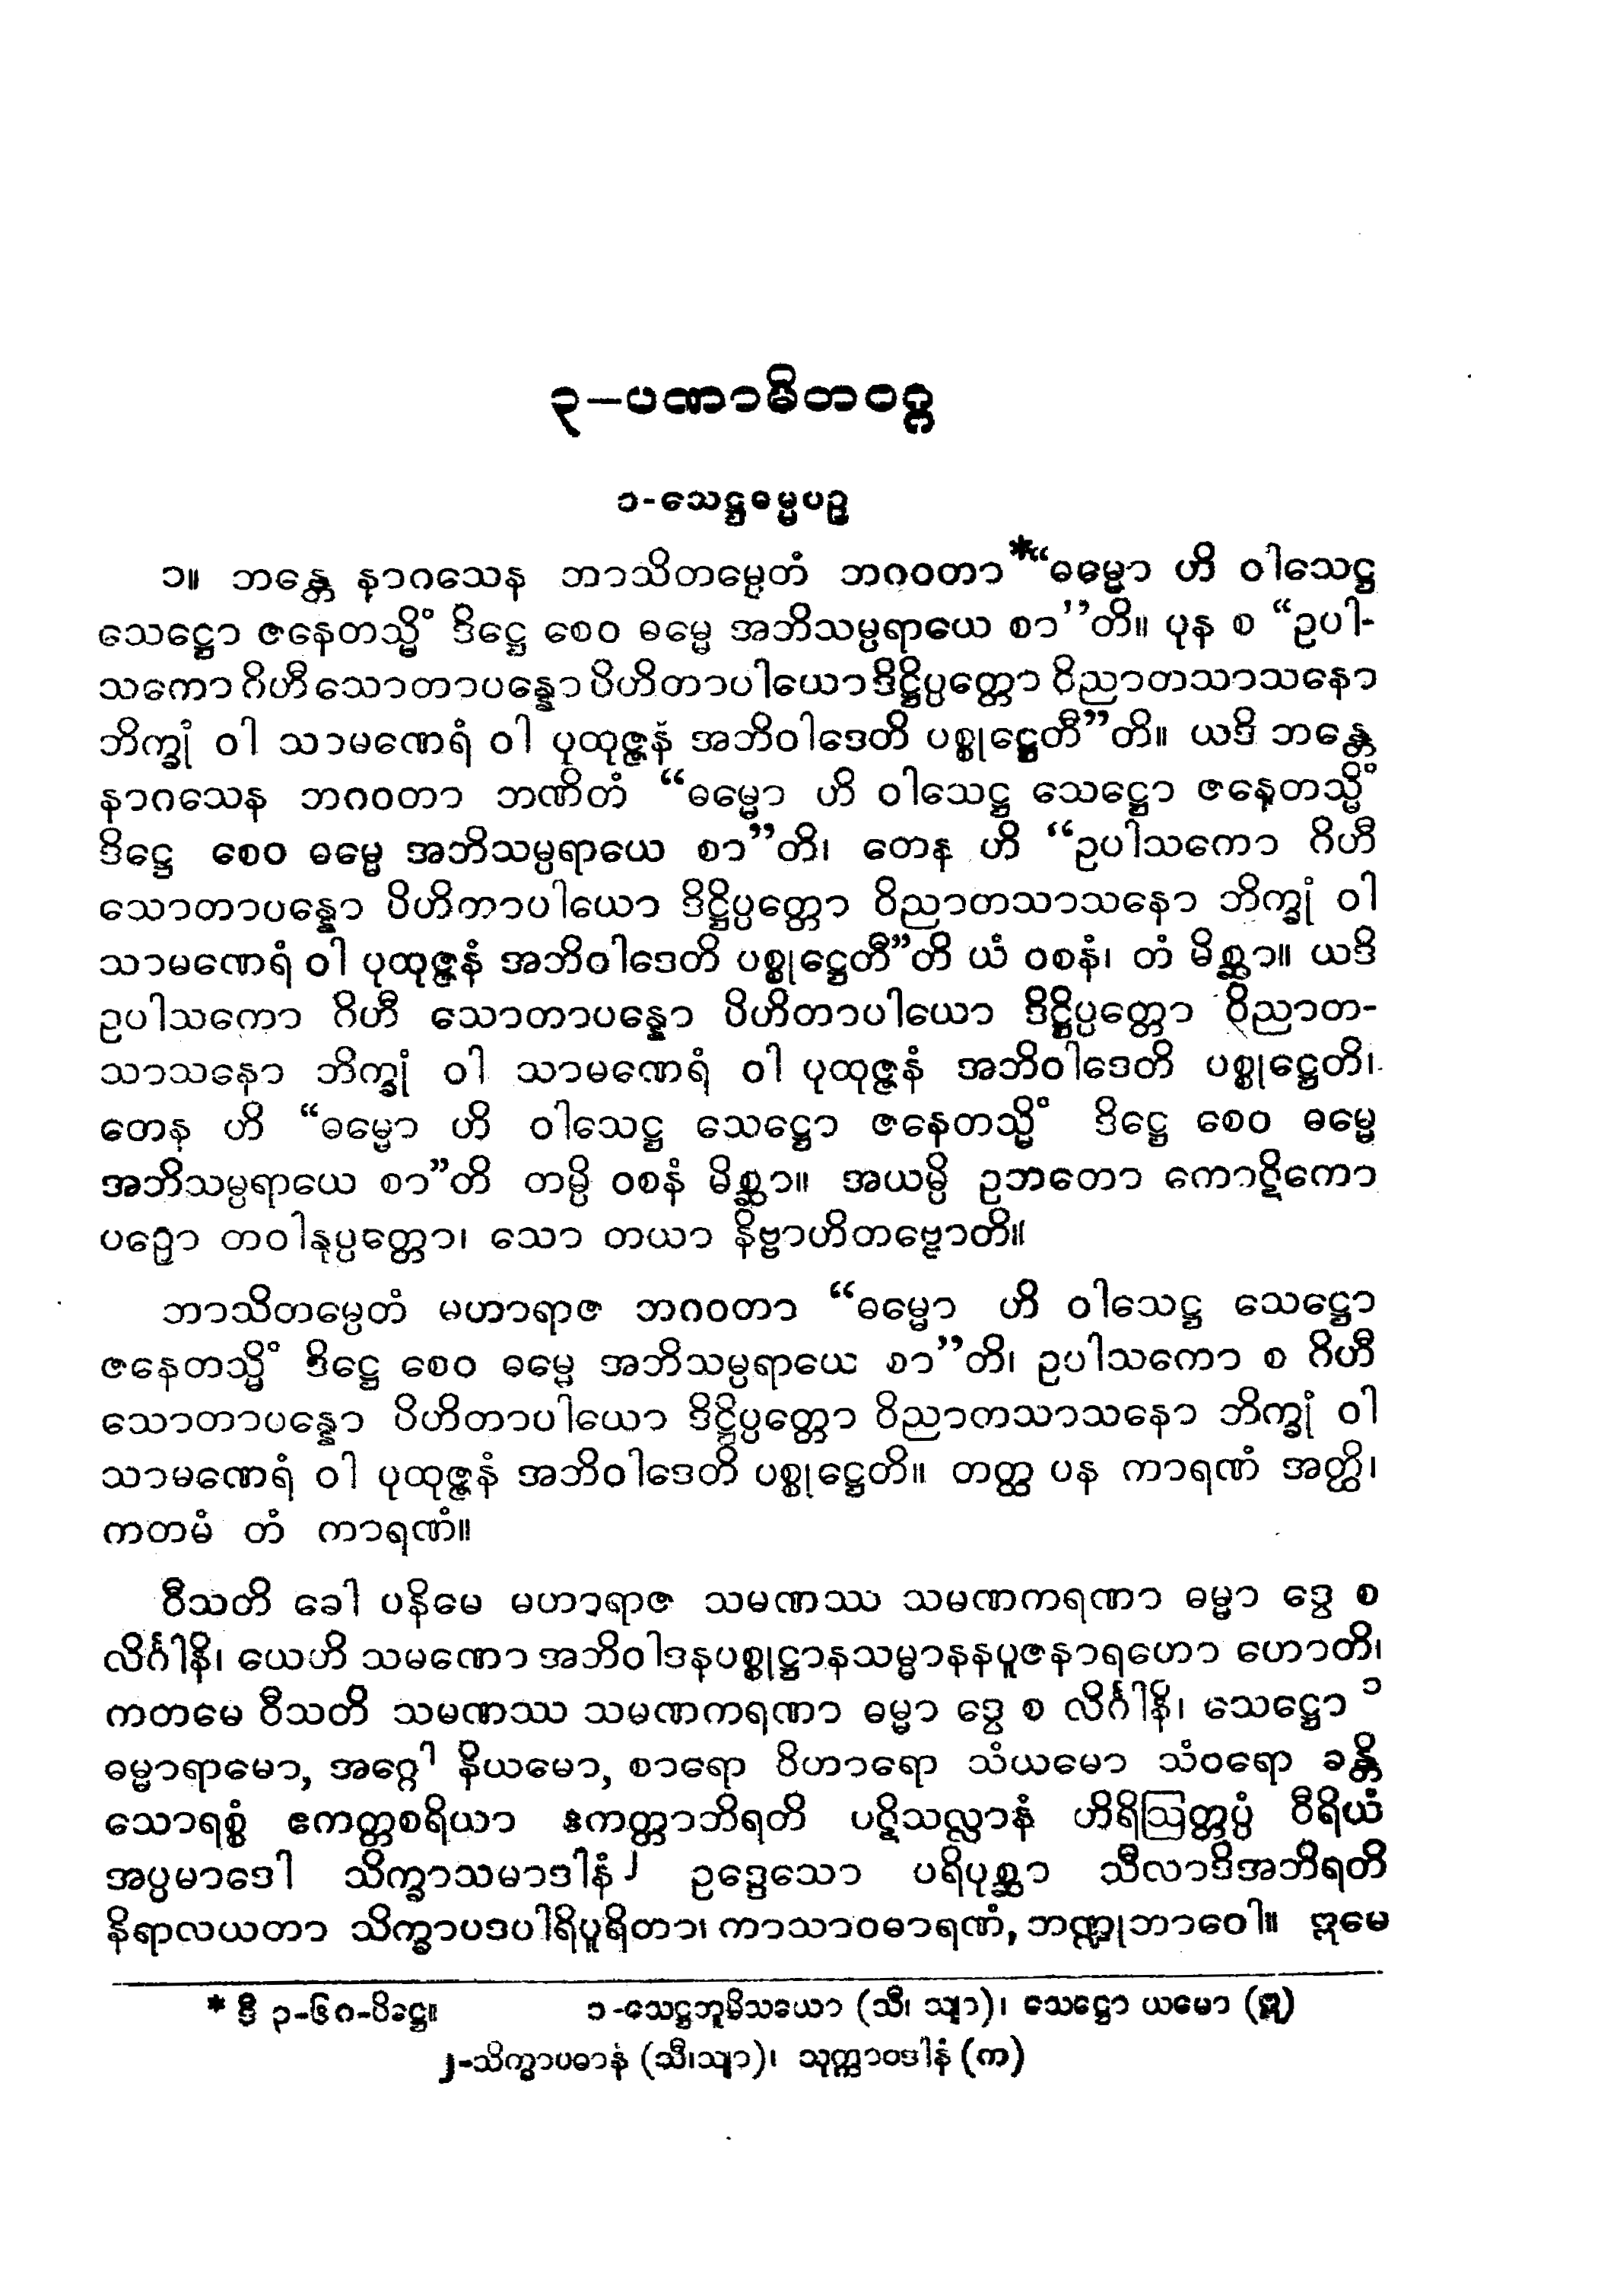 ၃–ပဏာမိတဝဂ္ဂ
၁-သေဋ္ဌဓမ္မပဉှ
၁။ ဘန္တေ နာဂသေန ဘာသိတမ္ပေတံ ဘဂဝတာ *“ဓမ္မော ဟိ ဝါသေဋ္ဌ
သေဋ္ဌော ဇနေတသ္မိံ ဒိဋ္ဌေ စေဝ ဓမ္မေ အဘိသမ္ပရာယေ စာ’’တိ။ ပုန စ “ဥပါ-
သကော ဂိဟီ သောတာပန္နော ပိဟိတာပါယော ဒိဋ္ဌိပ္ပတ္တော ဝိညာတသာသနော
ဘိက္ခုံ ဝါ သာမဏေရံ ဝါ ပုထုဇ္ဇနံ အဘိဝါဒေတိ ပစ္စုဋ္ဌေတီ”တိ။ ယဒိ ဘန္တေ
နာဂသေန ဘဂဝတာ ဘဏိတံ “ဓမ္မော ဟိ ဝါသေဋ္ဌ သေဋ္ဌော ဇနေတသ္မိံ
ဒိဋ္ဌေ စေဝ ဓမ္မေ အဘိသမ္ပရာယေ စာ”တိ၊ တေန ဟိ “ဥပါသကော ဂိဟီ
သောတာပန္နော ပိဟိတာပါယော ဒိဋ္ဌိပ္ပတ္တော ဝိညာတသာသနော ဘိက္ခုံ ဝါ
သာမဏေရံ ဝါ ပုထုဇ္ဇနံ အဘိဝါဒေတိ ပစ္စုဋ္ဌေတီ”တိ ယံ ဝစနံ၊ တံ မိစ္ဆာ။ ယဒိ
ဥပါသကော ဂိဟီ သောတာပန္နော ပိဟိတာပါယော ဒိဋ္ဌိပ္ပတ္တော ဝိညာတ-
သာသနော ဘိက္ခုံ ဝါ သာမဏေရံ ဝါ ပုထုဇ္ဇနံ အဘိဝါဒေတိ ပစ္စုဋ္ဌေတိ၊
တေန ဟိ “ဓမ္မော ဟိ ဝါသေဋ္ဌ သေဋ္ဌော ဇနေတသ္မိံ ဒိဋ္ဌေ စေဝ ဓမ္မေ
အဘိသမ္ပရာယေ စာ”တိ တမ္ပိ ဝစနံ မိစ္ဆာ။ အယမ္ပိ ဥဘတော ကောဋိကော
ပဉှော တဝါနုပ္ပတ္တော၊ သော တယာ နိဗ္ဗာဟိတဗ္ဗောတိ။
ဘာသိတမ္ပေတံ မဟာရာဇ ဘဂဝတာ “ဓမ္မော ဟိ ဝါသေဋ္ဌ သေဋ္ဌော
ဇနေတသ္မိံ ဒိဋ္ဌေ စေဝ ဓမ္မေ အဘိသမ္ပရာယေ စာ”တိ၊ ဥပါသကော စ ဂိဟီ
သောတာပန္နော ပိဟိတာပါယော ဒိဋ္ဌိပ္ပတ္တော ဝိညာတသာသနော ဘိက္ခုံ ဝါ
သာမဏေရံ ဝါ ပုထုဇ္ဇနံ အဘိဝါဒေတိ ပစ္စုဋ္ဌေတိ။ တတ္ထ ပန ကာရဏံ အတ္ထိ၊
ကတမံ တံ ကာရဏံ။
ဝီသတိ ခေါ ပနိမေ မဟာရာဇ သမဏဿ သမဏကရဏာ ဓမ္မာ ဒွေ စ
လိင်္ဂါနိ၊ ယေဟိ သမဏော အဘိဝါဒနပစ္စုဋ္ဌာနသမ္မာနနပူဇနာရဟော ဟောတိ၊
ကတမေ ဝီသတိ သမဏဿ သမဏကရဏာ ဓမ္မာ ဒွေ စ လိင်္ဂါနိ၊ သေဋ္ဌော ၁
ဓမ္မာရာမော, အဂ္ဂေါ နိယမော, စာရော ဝိဟာရော သံယမော သံဝရော ခန္တိ
သောရစ္စံ ဧကတ္တစရိယာ ဧကတ္တာဘိရတိ ပဋိသလ္လာနံ ဟိရိဩတ္တပ္ပံ ဝီရိယံ
အပ္ပမာဒေါ သိက္ခာသမာဒါနံ၂ ဥဒ္ဒေသော ပရိပုစ္ဆာ သီလာဒိအဘိရတိ
နိရာလယတာ သိက္ခာပဒပါရိပူရိတာ၊ ကာသာဝဓာရဏံ, ဘဏ္ဍုဘာဝေါ။ ဣမေ
* ဒီ ၃-၆၈-ပိဋ္ဌေ။ ၁-သေဋ္ဌဘူမိသယော (သီ၊ သျာ)၊ သေဋ္ဌော ယမော (ဣ)
၂-သိက္ခာပဓာနံ (သီ၊သျာ)၊ သုက္ကာဝဒါနံ (က)